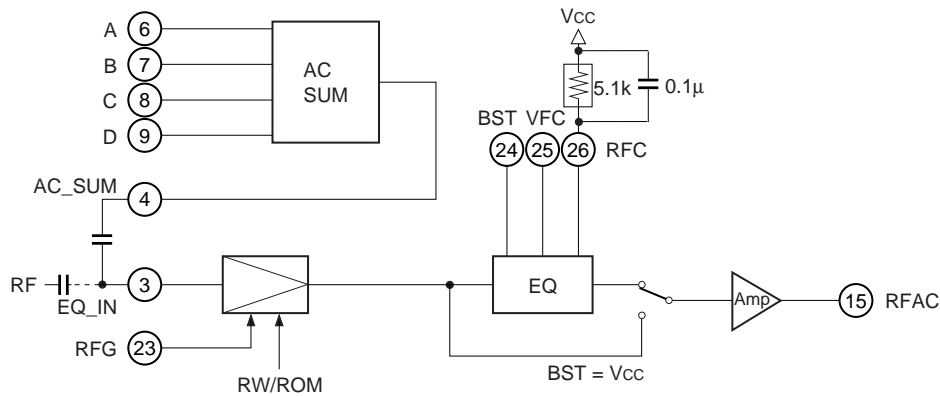 A 6
B 7
C 8
D 9
AC
SUM
Vcc
5.1k 0.1μ
BST VFC
24 25 26 RFC
AC_SUM 4
RF 3
EQ_IN
EQ
Amp 15 RFAC
RFG 23
RW/ROM
BST = Vcc